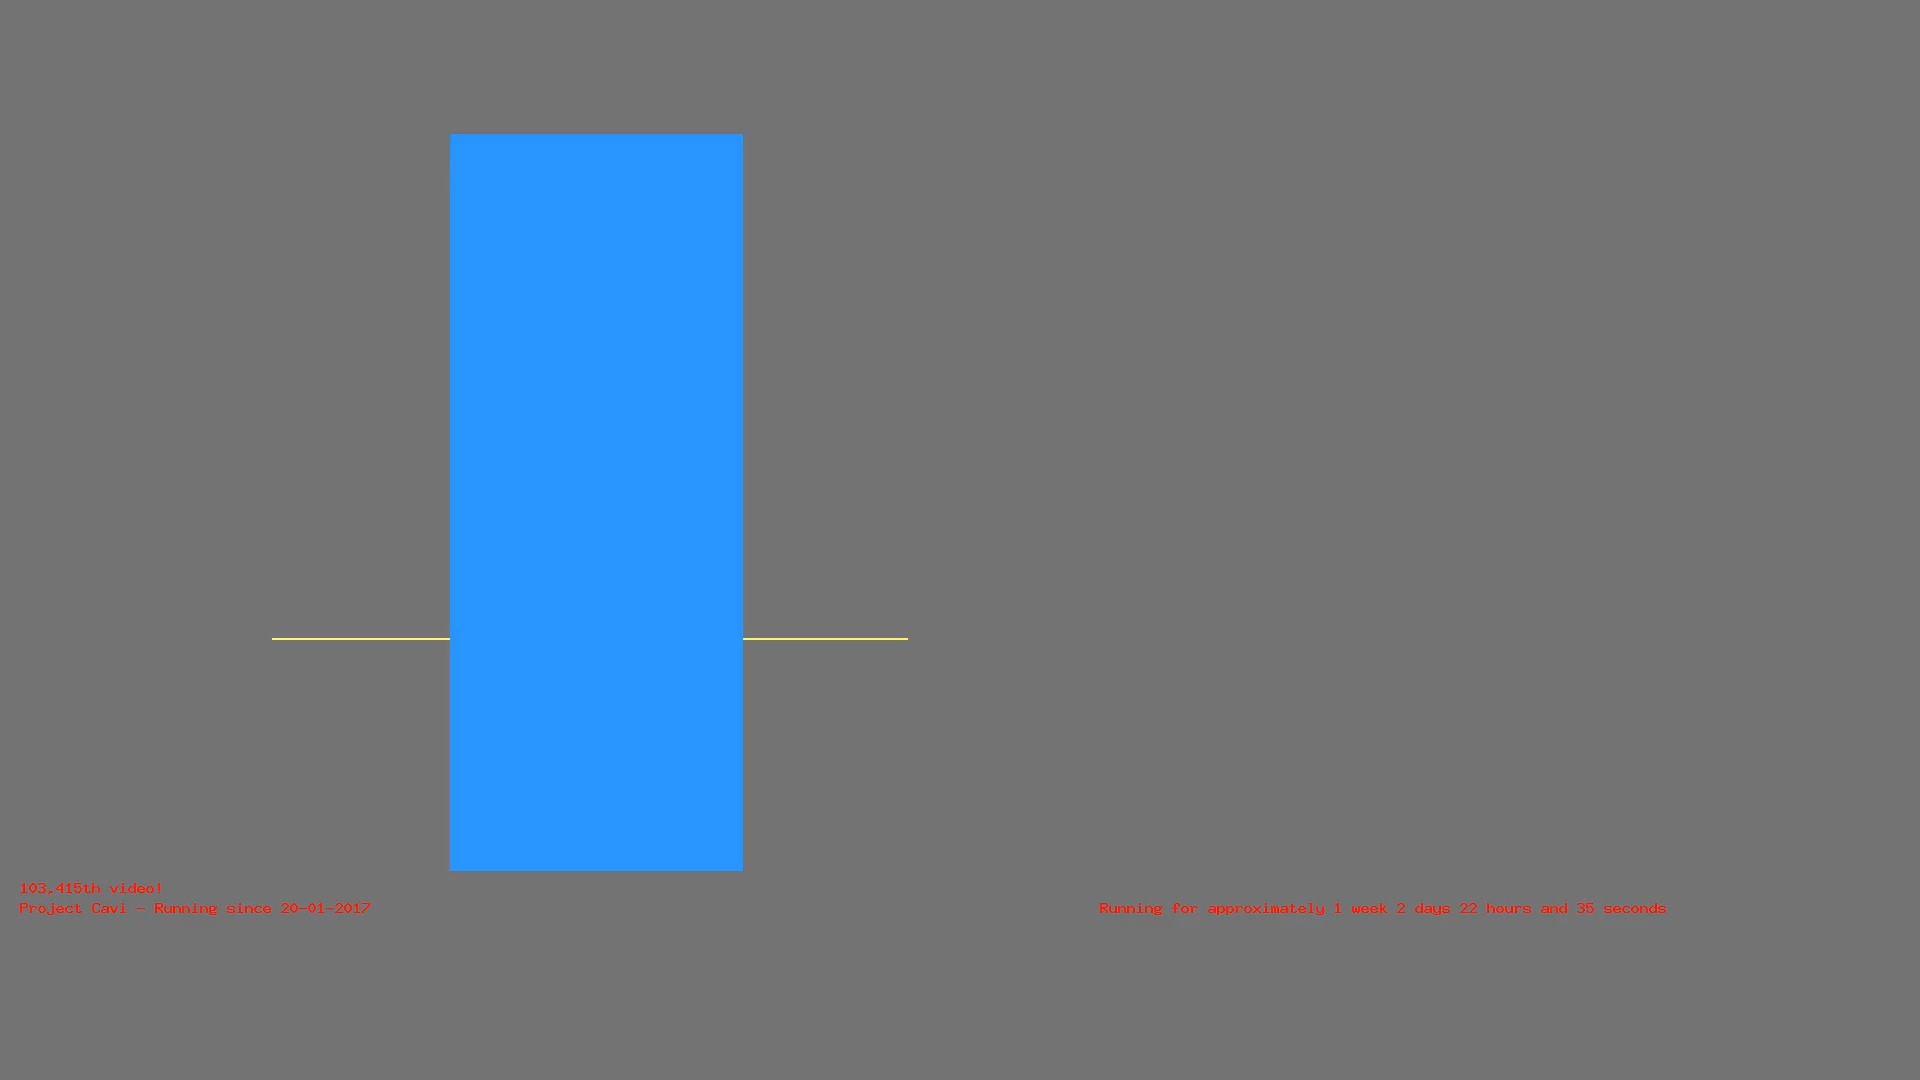 103,415th video!
Project Cavi - Running since 20-01-2017
Running for approximately 1 week 2 days 22 hours and 35 seconds